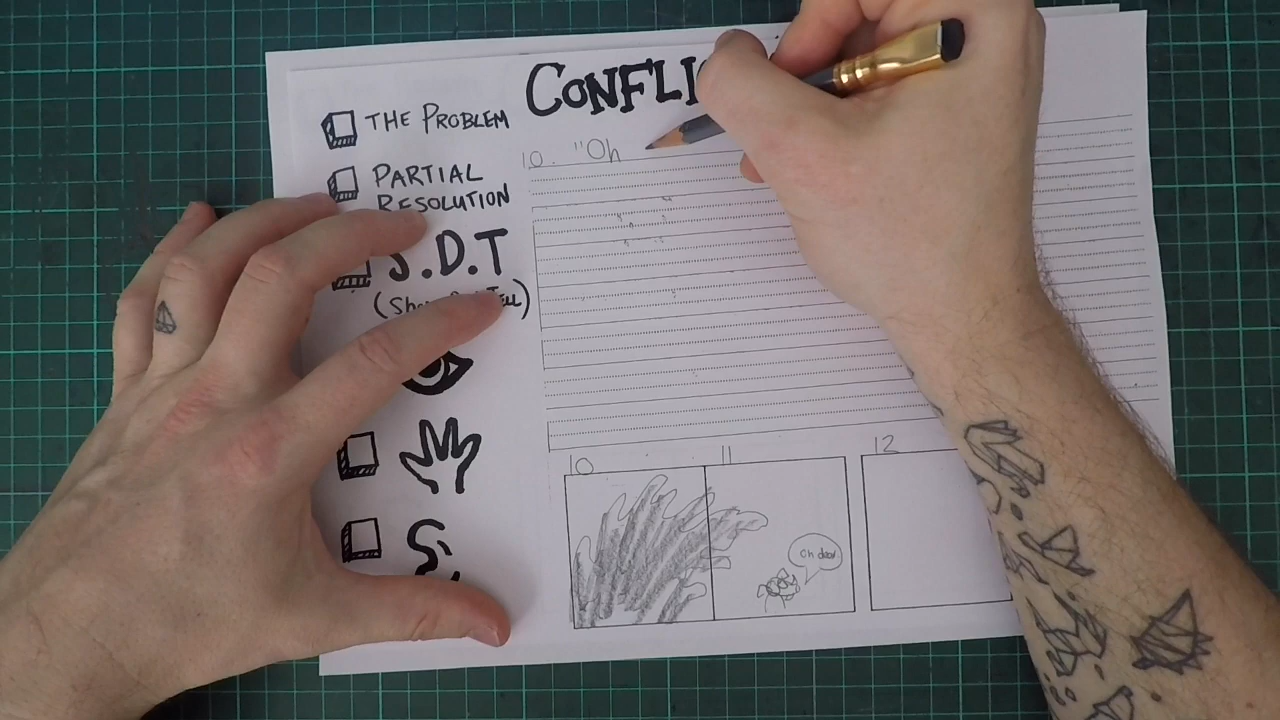 CONFLI
THE PROBLEM
PARTIAL
RESOLUTION
S.D.T
10. "Oh
10
11
12
Oh dear